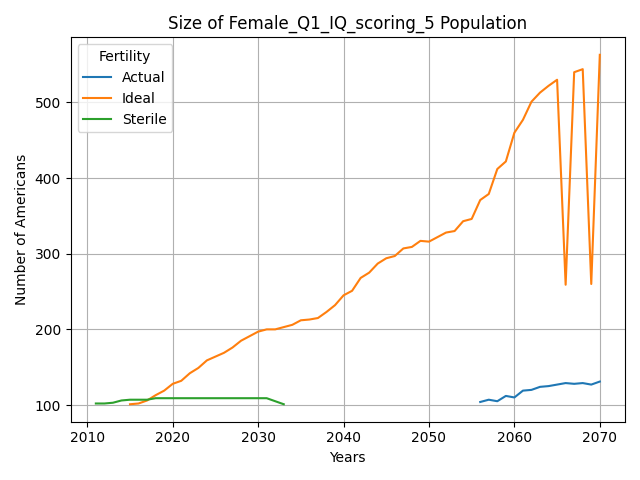 Size of Female_Q1_IQ_scoring_5 Population
Fertility
Actual
Ideal
Sterile
Number of Americans
500
400
300
200
100
2010 2020 2030 2040 2050 2060 2070
Years